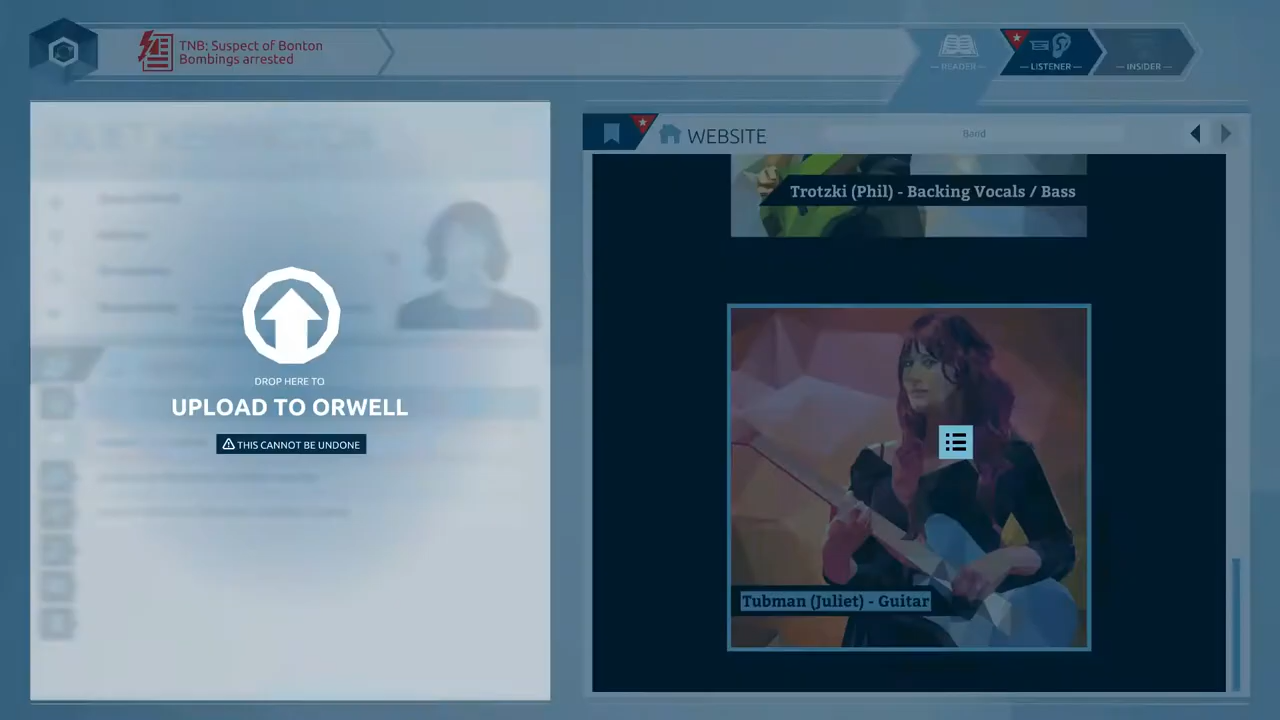 TNB: Suspect of Bonton
Bombings arrested
— READER —
— LISTENER —
— INSIDER —
WEBSITE
Band
Trotzki (Phil) - Backing Vocals / Bass
DROP HERE TO
UPLOAD TO ORWELL
THIS CANNOT BE UNDONE
Tubman (Juliet) - Guitar